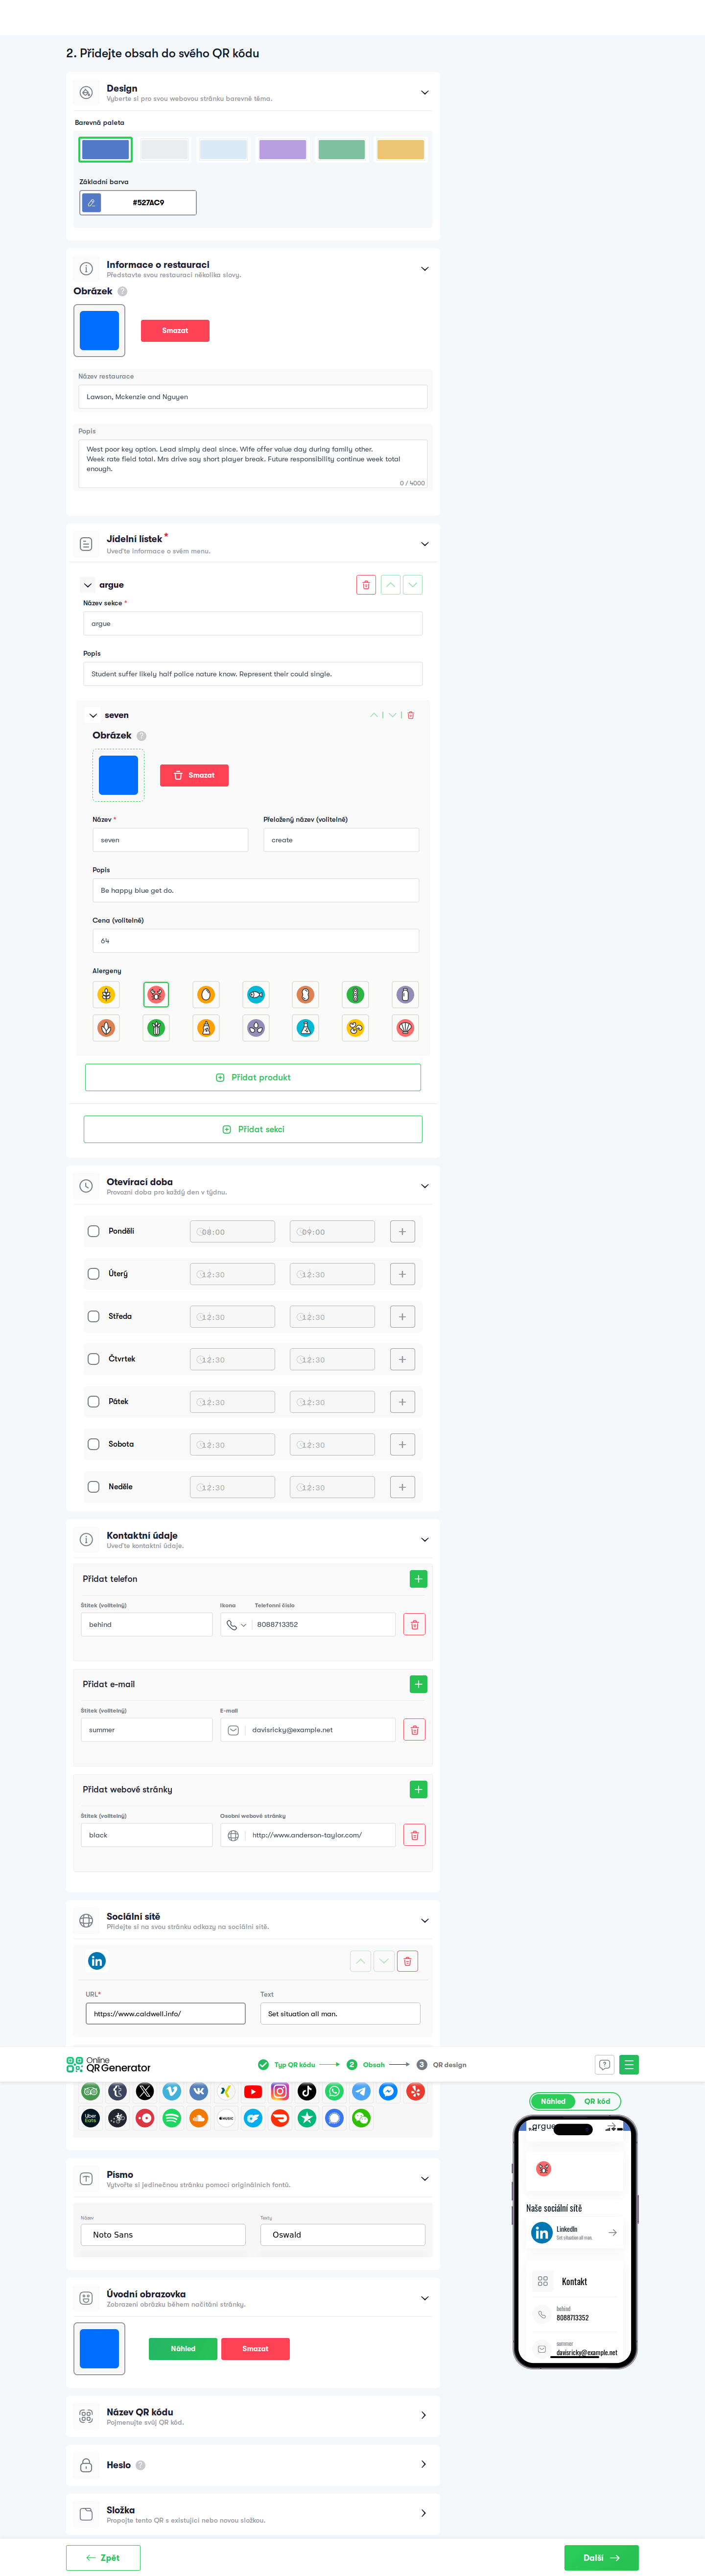 2. Přidejte obsah do svého QR kódu
Design
Vyberte si pro svou webovou stránku barevné téma.
Barevná paleta
Základní barva
#527AC9
Informace o restauraci
Představte svou restauraci několika slovy.
Obrázek ?
Smazat
Název restaurace
Lawson, Mckenzie and Nguyen
Popis
West poor key option. Lead simply deal since. Wife offer value day during family other.
Week rate field total. Mrs drive say short player break. Future responsibility continue week total
enough.
0 / 4000
Jídelní lístek *
Uveďte informace o svém menu.
argue
Název sekce *
argue
Popis
Student suffer likely half police nature know. Represent their could single.
seven
Obrázek ?
Smazat
Název * Přeložený název (volitelné)
seven create
Popis
Be happy blue get do.
Cena (volitelné)
64
Alergeny
Přidat produkt
Přidat sekci
Otevírací doba
Provozní doba pro každý den v týdnu.
Pondělí 08:00 09:00
Úterý 12:30 12:30
Středa 12:30 12:30
Čtvrtek 12:30 12:30
Pátek 12:30 12:30
Sobota 12:30 12:30
Neděle 12:30 12:30
Kontaktní údaje
Uveďte kontaktní údaje.
Přidat telefon
Štítek (volitelný) Ikona Telefonní číslo
behind 8088713352
Přidat e-mail
Štítek (volitelný) E-mail
summer davisricky@example.net
Přidat webové stránky
Štítek (volitelný) Osobní webové stránky
black http://www.anderson-taylor.com/
Sociální sítě
Přidejte si na svou stránku odkazy na sociální sítě.
in
URL* Text
https://www.caldwell.info/ Set situation all man.
Online
QR Generator
Typ QR kódu 2 Obsah 3 QR design
Uber
Eats
MUSIC
Náhled QR kód
argue
Naše sociální sítě
LinkedIn
Set situation all man.
Kontakt
behind
8088713352
summer
davisricky@example.net
Písmo
Vytvořte si jedinečnou stránku pomocí originálních fontů.
Název Texty
Noto Sans Oswald
Úvodní obrazovka
Zobrazení obrázku během načítání stránky.
Náhled Smazat
Název QR kódu
Pojmenujte svůj QR kód.
Heslo ?
Složka
Propojte tento QR s existující nebo novou složkou.
Zpět Další